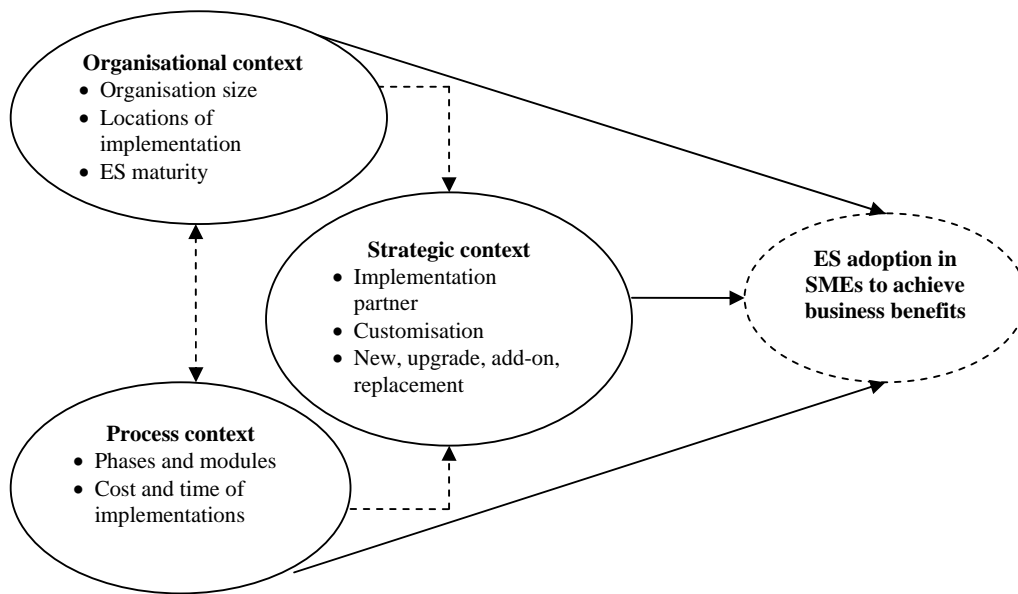 Organisational context
• Organisation size
• Locations of
implementation
• ES maturity
Strategic context
• Implementation
partner
• Customisation
• New, upgrade, add-on,
replacement
ES adoption in
SMEs to achieve
business benefits
Process context
• Phases and modules
• Cost and time of
implementations